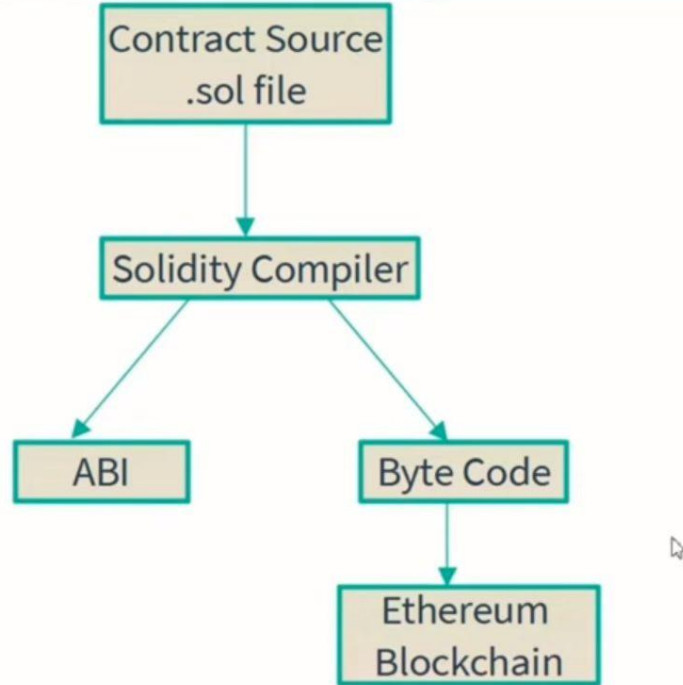 Contract Source
.sol file
Solidity Compiler
ABI
Byte Code
Ethereum
Blockchain